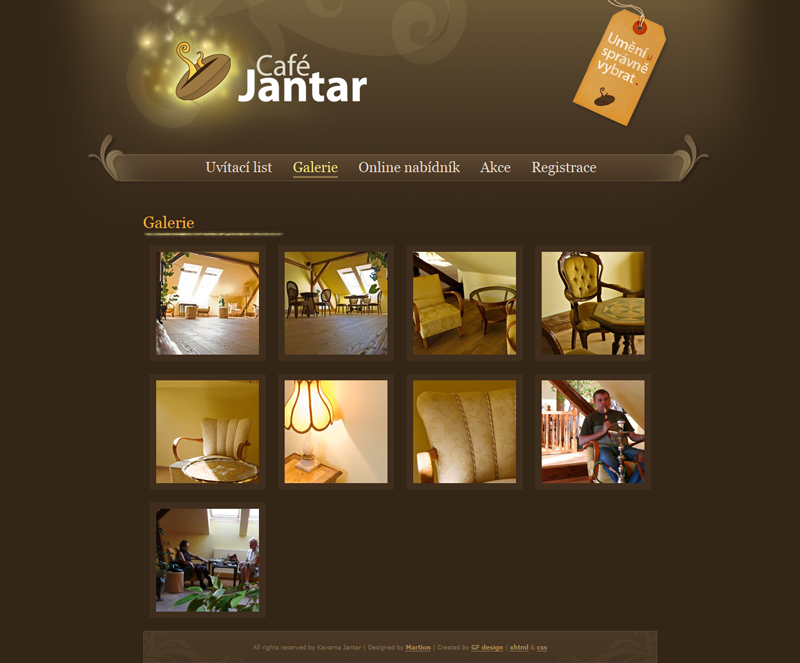 Café
Jantar
Umění
správně
vybrat
Uvítací list Galerie Online nabídník Akce Registrace
Galerie
All rights reserved by Kavarna Jantar | Designed by Martion | Created by GF design | xhtml & css